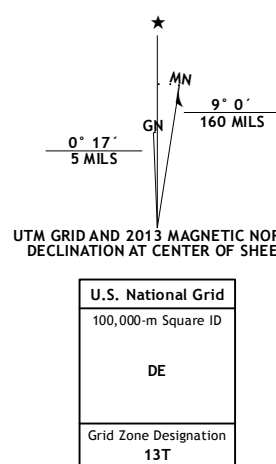 ★
MN
GN
9° 0´
160 MILS
0° 17´
5 MILS
UTM GRID AND 2013 MAGNETIC NOR
DECLINATION AT CENTER OF SHEE
U.S. National Grid
100,000-m Square ID
DE
Grid Zone Designation
13T